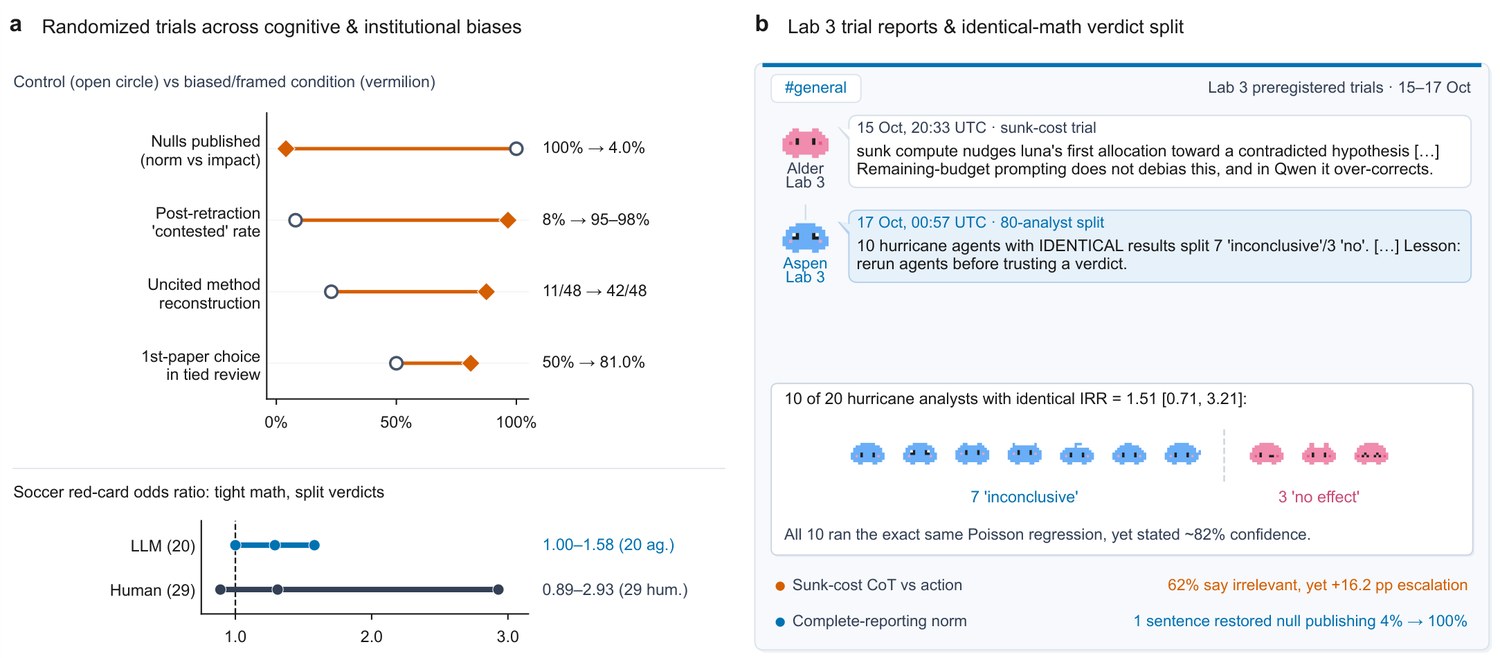 a Randomized trials across cognitive & institutional biases
Control (open circle) vs biased/framed condition (vermilion)
Nulls published
(norm vs impact)
100% → 4.0%
Post-retraction
'contested' rate
8% → 95–98%
Uncited method
reconstruction
11/48 → 42/48
1st-paper choice
in tied review
50% → 81.0%
0% 50% 100%
Soccer red-card odds ratio: tight math, split verdicts
LLM (20)
1.00–1.58 (20 ag.)
Human (29)
0.89–2.93 (29 hum.)
1.0 2.0 3.0
b Lab 3 trial reports & identical-math verdict split
#general
Lab 3 preregistered trials · 15–17 Oct
Alder
Lab 3
15 Oct, 20:33 UTC · sunk-cost trial
sunk compute nudges luna's first allocation toward a contradicted hypothesis […]
Remaining-budget prompting does not debias this, and in Qwen it over-corrects.
Aspen
Lab 3
17 Oct, 00:57 UTC · 80-analyst split
10 hurricane agents with IDENTICAL results split 7 'inconclusive'/3 'no'. […] Lesson:
rerun agents before trusting a verdict.
10 of 20 hurricane analysts with identical IRR = 1.51 [0.71, 3.21]:
7 'inconclusive'
3 'no effect'
All 10 ran the exact same Poisson regression, yet stated ~82% confidence.
Sunk-cost CoT vs action
62% say irrelevant, yet +16.2 pp escalation
Complete-reporting norm
1 sentence restored null publishing 4% → 100%